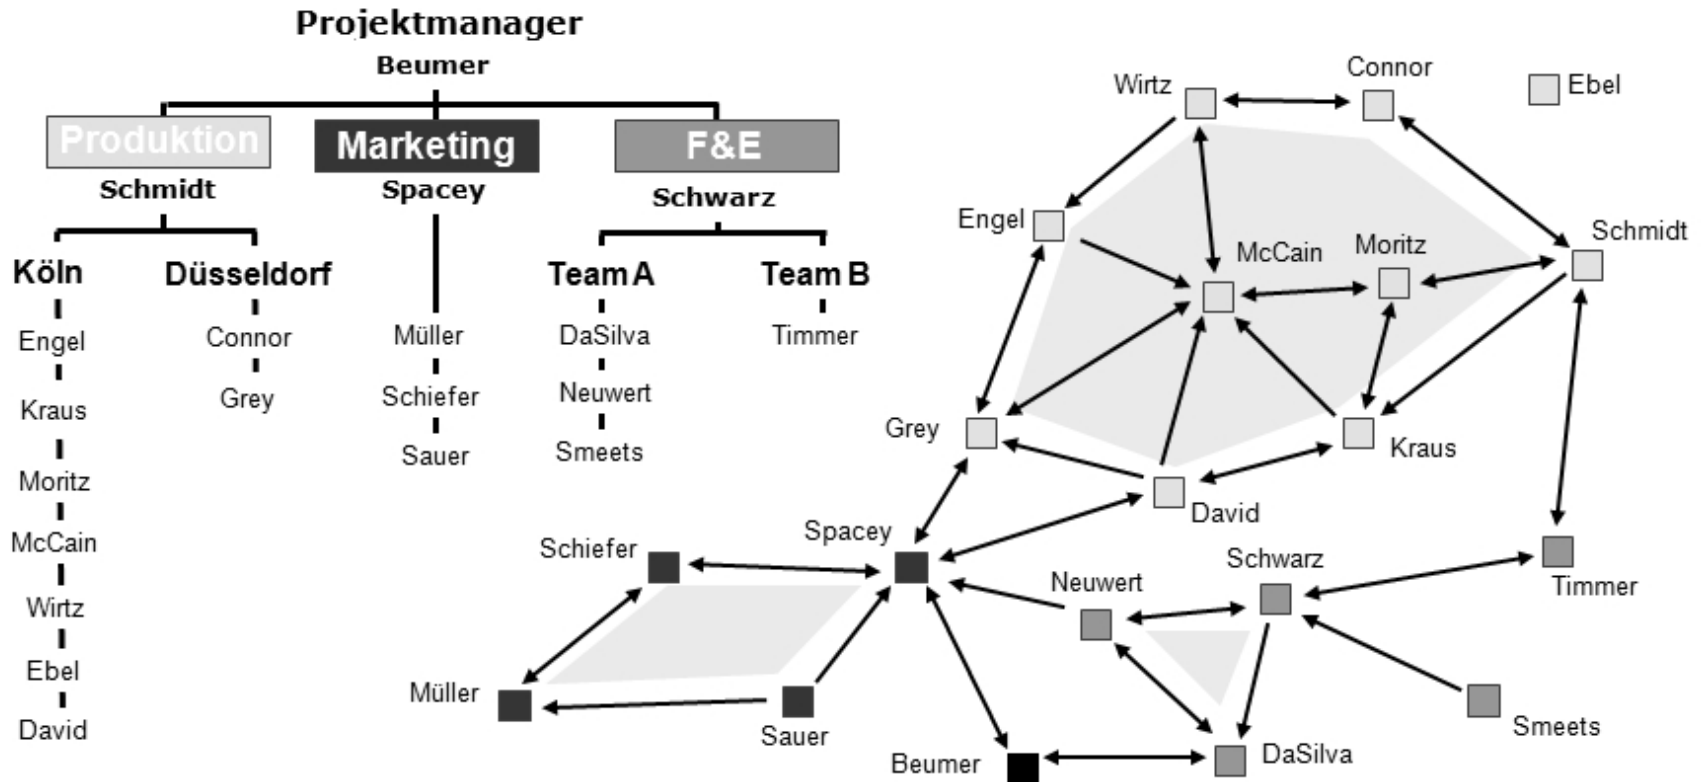 Projektmanager
Beumer
Produktion
Marketing
F&E
Schmidt
Spacey
Schwarz
Köln
Düsseldorf
Team A
Team B
Engel
Connor
Müller
DaSilva
Timmer
Kraus
Grey
Schiefer
Neuwert
Moritz
Sauer
Smeets
McCain
Wirtz
Ebel
David
Wirtz
Connor
Ebel
Engel
McCain
Moritz
Schmidt
Grey
Kraus
David
Schiefer
Spacey
Neuwert
Schwarz
Timmer
Müller
Sauer
Smeets
Beumer
DaSilva